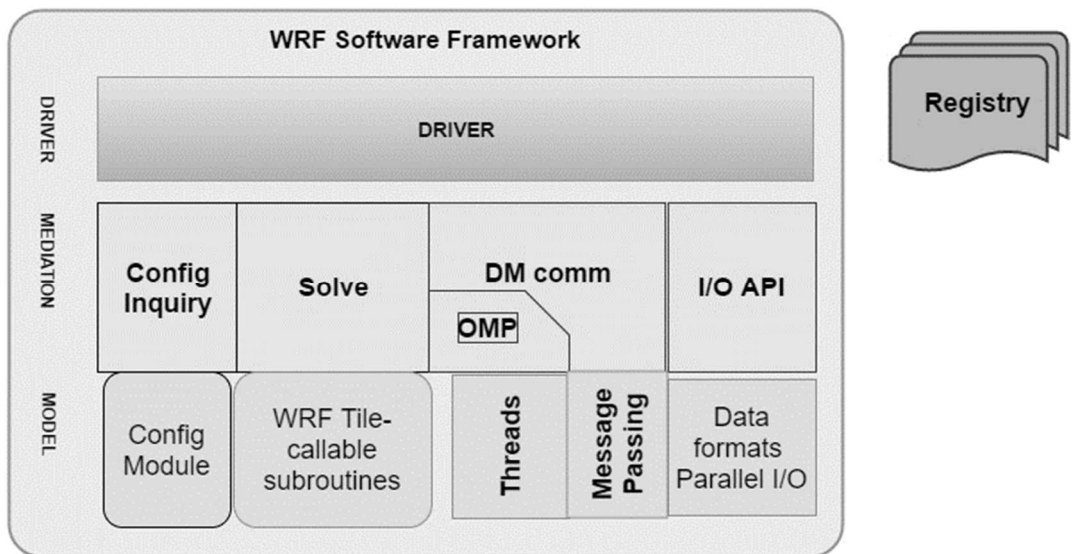 WRF Software Framework
Registry
DRIVER
DRIVER
MEDIATION
Config
Inquiry
Solve
DM comm
OMP
I/O API
MODEL
Config
Module
WRF Tile-
callable
subroutines
Threads
Message
Passing
Data
formats
Parallel I/O